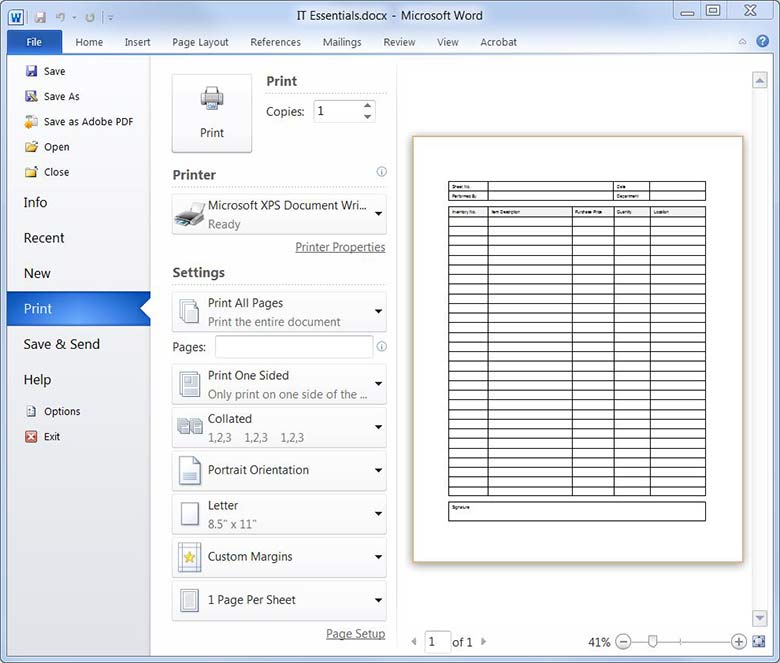 IT Essentials.docx - Microsoft Word
File Home Insert Page Layout References Mailings Review View Acrobat
Save
Save As
Save as Adobe PDF
Open
Close
Info
Recent
New
Print
Save & Send
Help
Options
Exit
Print
Print
Copies: 1
Printer
Microsoft XPS Document Wri...
Ready
Printer Properties
Settings
Print All Pages
Print the entire document
Pages:
Print One Sided
Only print on one side of the ...
Collated
1,2,3 1,2,3 1,2,3
Portrait Orientation
Letter
8.5" x 11"
Custom Margins
1 Page Per Sheet
Page Setup
Sheet No. Date
Performed By Department
Inventory No. Item Description Purchase Price Quantity Location
Signature
1 of 1
41%